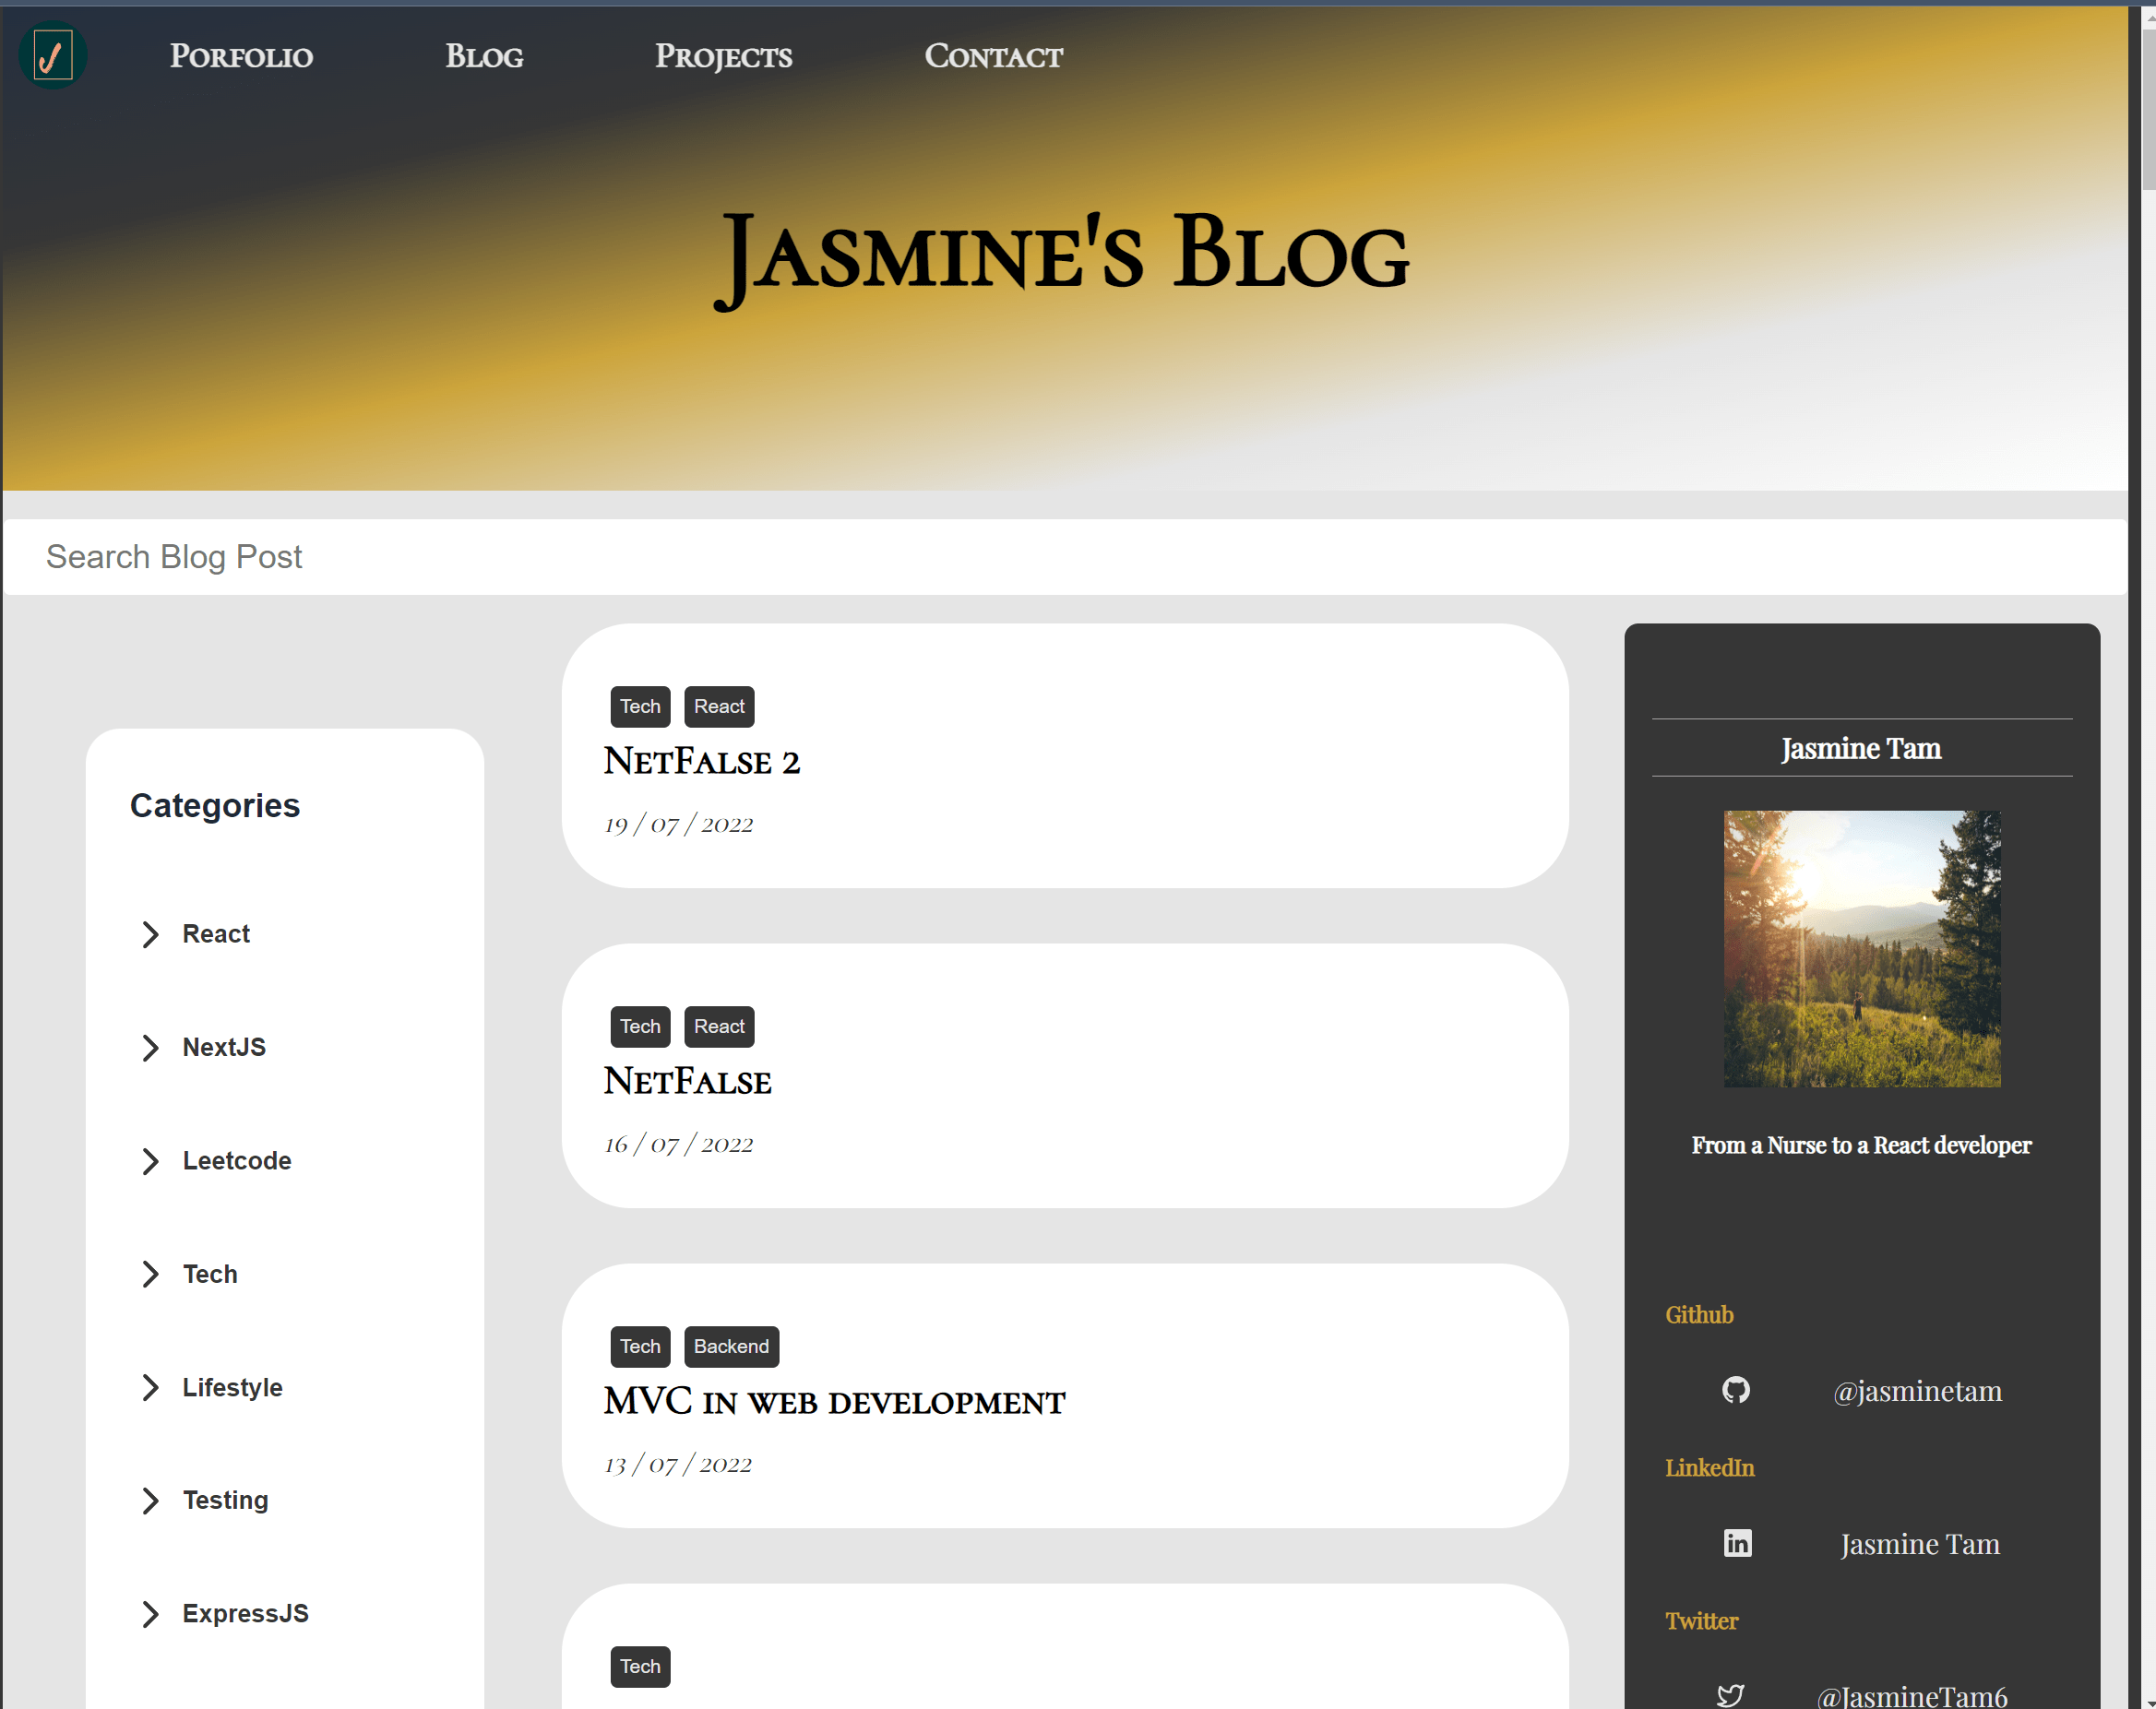 J
Porfolio
Blog
Projects
Contact
Jasmine's Blog
Search Blog Post
Categories
React
NextJS
Leetcode
Tech
Lifestyle
Testing
ExpressJS
Tech React
NetFalse 2
19 / 07 / 2022
Tech React
NetFalse
16 / 07 / 2022
Tech Backend
MVC in web development
13 / 07 / 2022
Tech
Jasmine Tam
From a Nurse to a React developer
Github
@jasminetam
LinkedIn
in Jasmine Tam
Twitter
@JasmineTam6